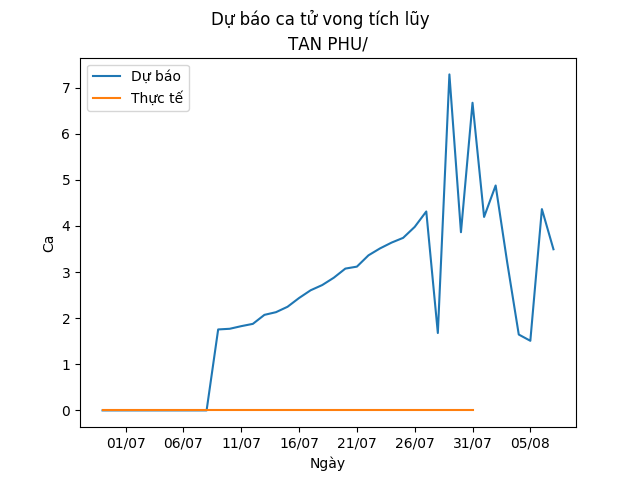 Dự báo ca tử vong tích lũy
TAN PHU/
Dự báo
Thực tế
7
6
5
4
3
2
1
0
Ca
01/07 06/07 11/07 16/07 21/07 26/07 31/07 05/08
Ngày